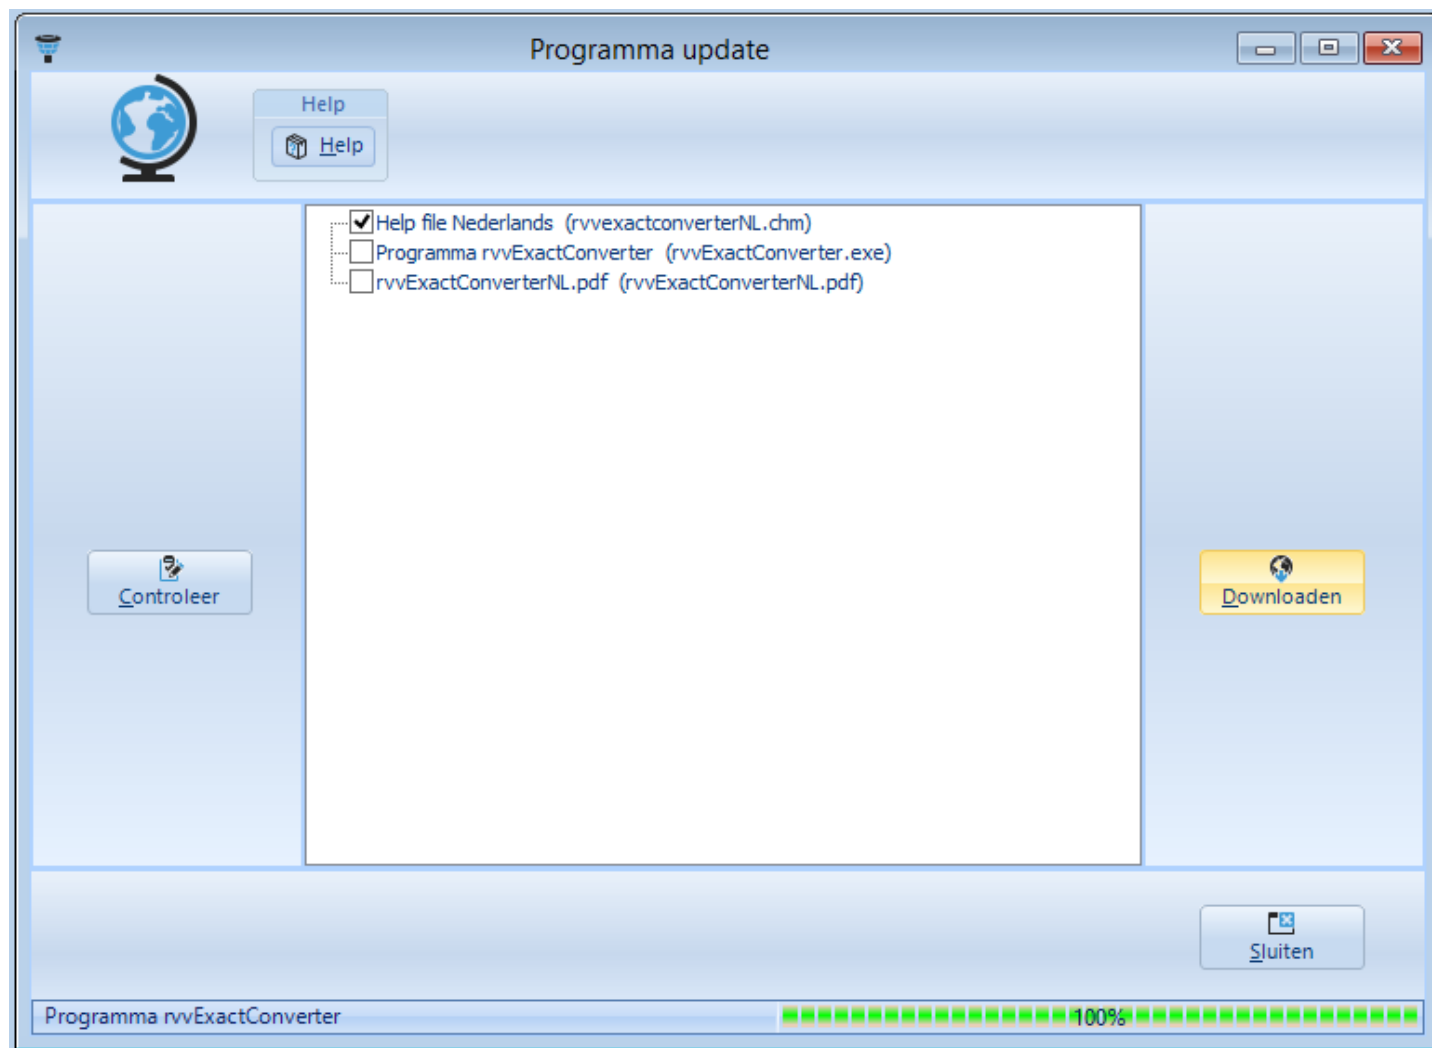 Programma update
Help
Help
Help file Nederlands (rvvexactconverterNL.chm)
Programma rvvExactConverter (rvvExactConverter.exe)
rvvExactConverterNL.pdf (rvvExactConverterNL.pdf)
Controleer
Downloaden
Sluiten
Programma rvvExactConverter 100%